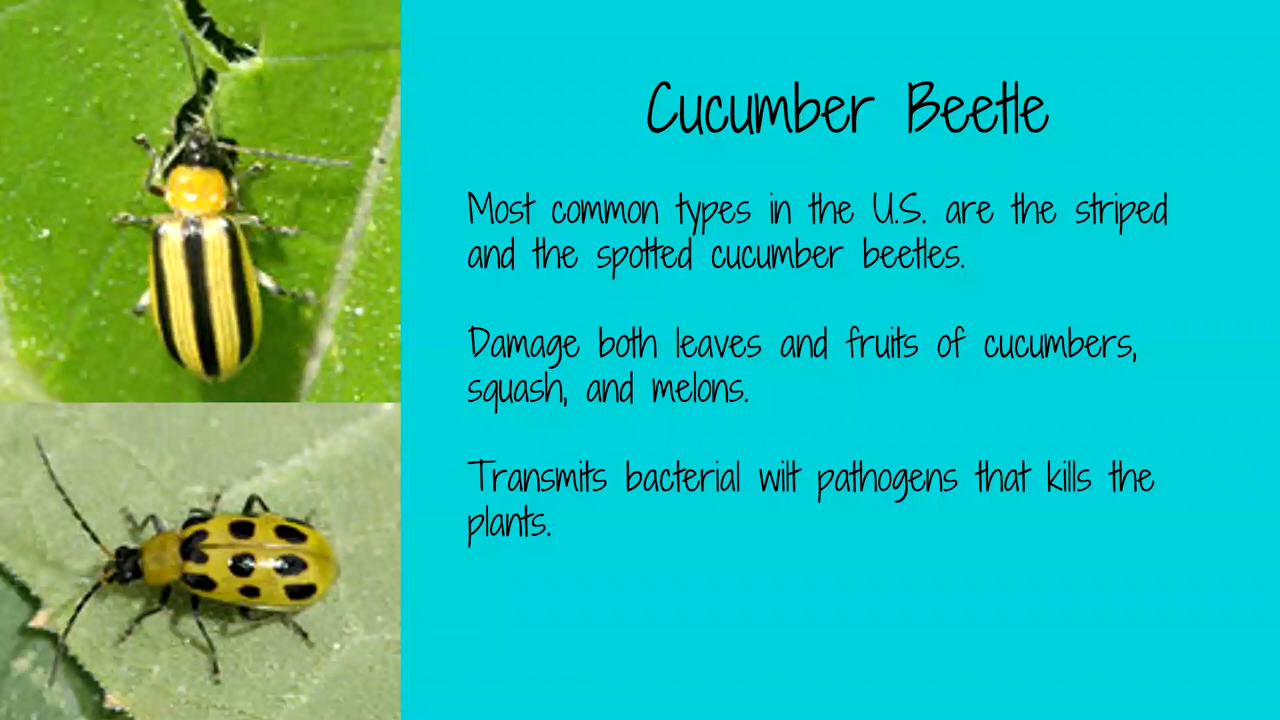 Cucumber Beetle
Most common types in the U.S. are the striped
and the spotted cucumber beetles.
Damage both leaves and fruits of cucumbers,
squash, and melons.
Transmits bacterial wilt pathogens that kills the
plants.